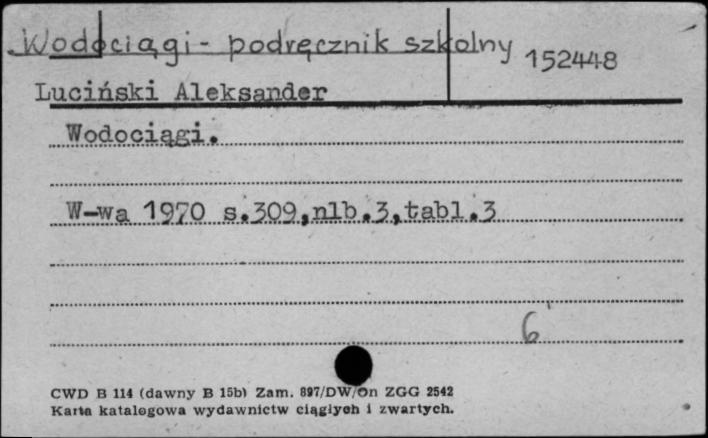 Wodociągi - podręcznik szkolny 152448
Luciński Aleksander
Wodociągi.
W-wa 1970 s.309,nlb.3,tabl.3
6
CWD B 114 (dawny B 15b) Zam. 897/DW/On ZGG 2542
Karta katalogowa wydawnictw ciągłych i zwartych.